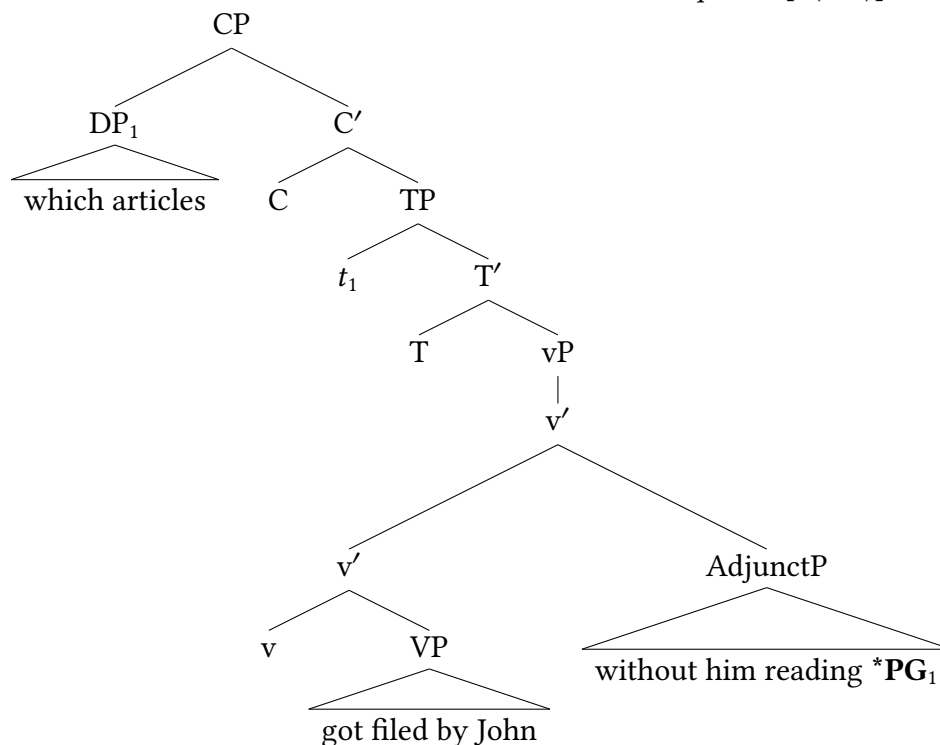 CP
DP₁ C′
which articles C TP
t₁ T′
T vP
v′
v′ AdjunctP
v VP without him reading *PG₁
got filed by John